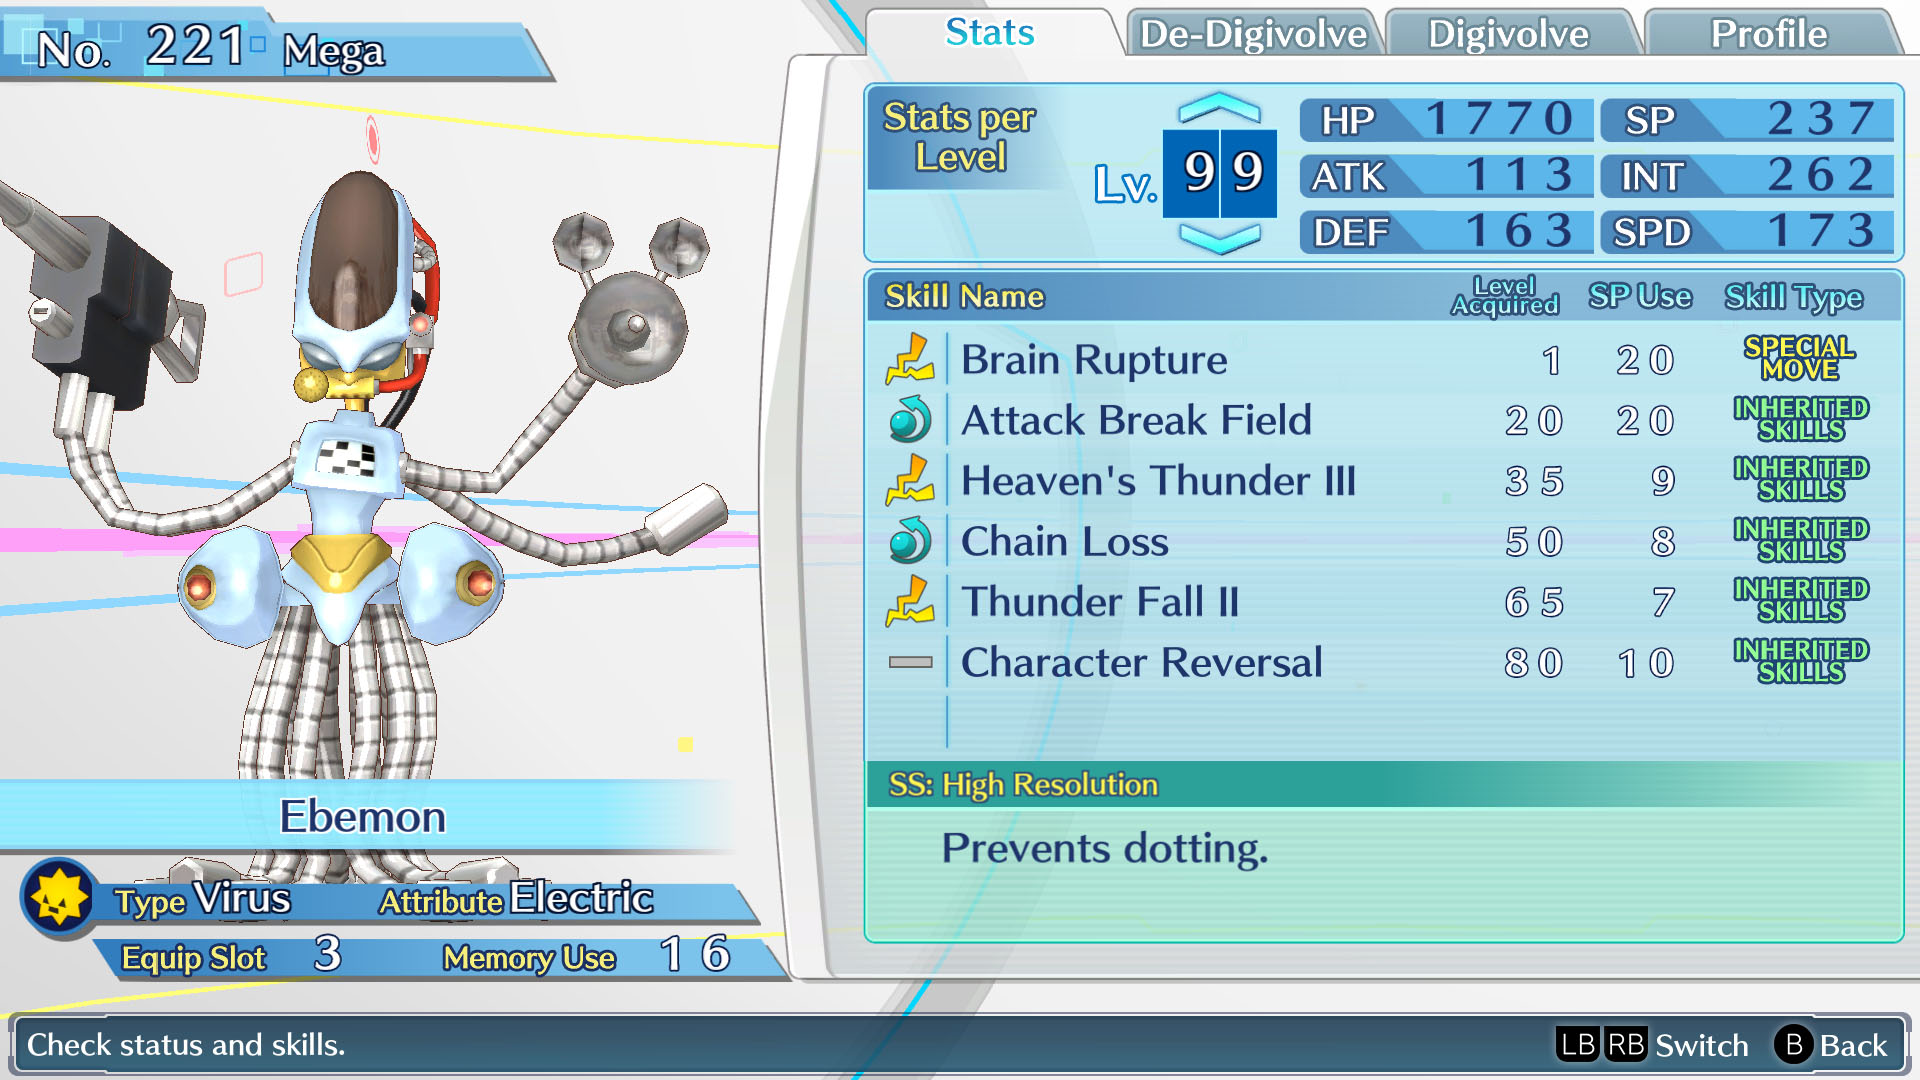 No. 221 Mega
Stats
De-Digivolve
Digivolve
Profile
Stats per
Level
Lv. 99
HP 1770
SP 237
ATK 113
INT 262
DEF 163
SPD 173
Skill Name
Level
Acquired
SP Use
Skill Type
Brain Rupture 1 20 SPECIAL
MOVE
Attack Break Field 20 20 INHERITED
SKILLS
Heaven's Thunder III 35 9 INHERITED
SKILLS
Chain Loss 50 8 INHERITED
SKILLS
Thunder Fall II 65 7 INHERITED
SKILLS
Character Reversal 80 10 INHERITED
SKILLS
SS: High Resolution
Prevents dotting.
Ebemon
Type Virus Attribute Electric
Equip Slot 3 Memory Use 16
Check status and skills.
LB RB Switch B Back